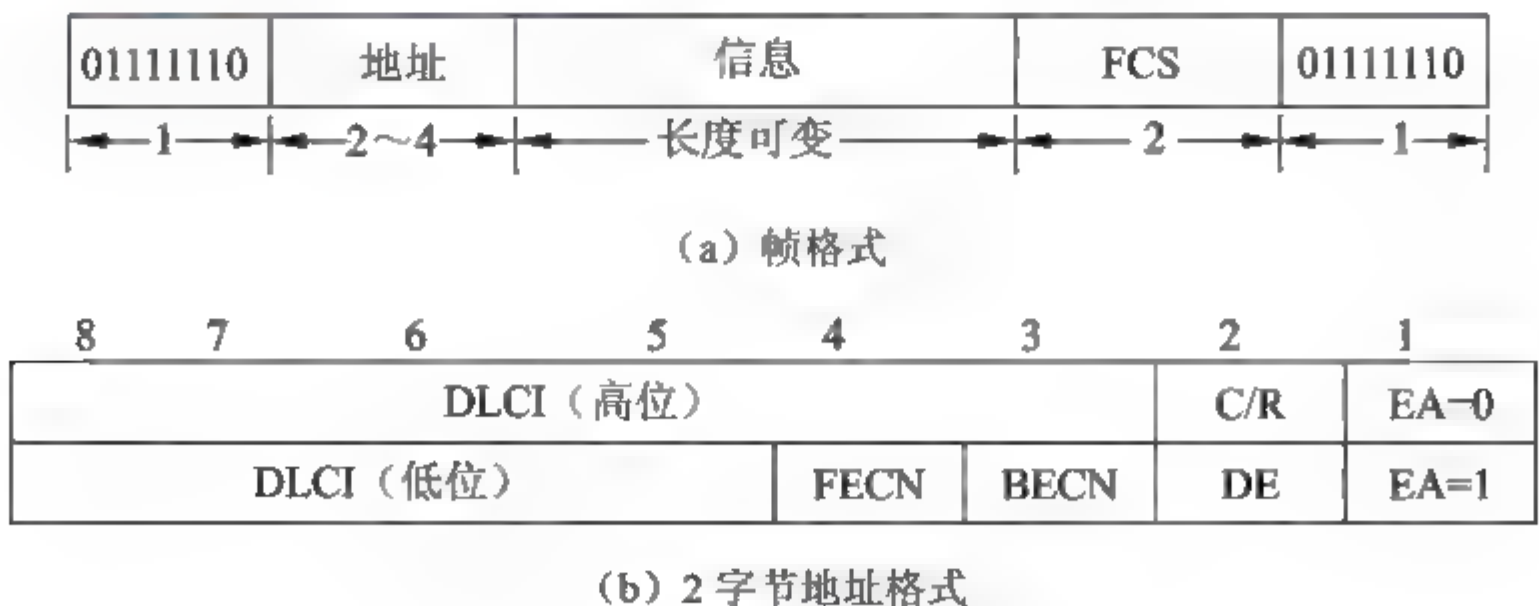 01111110 地址 信息 FCS 01111110
1 2～4 长度可变 2 1
（a）帧格式
8 7 6 5 4 3 2 1
DLCI（高位） C/R EA=0
DLCI（低位） FECN BECN DE EA=1
（b）2 字节地址格式